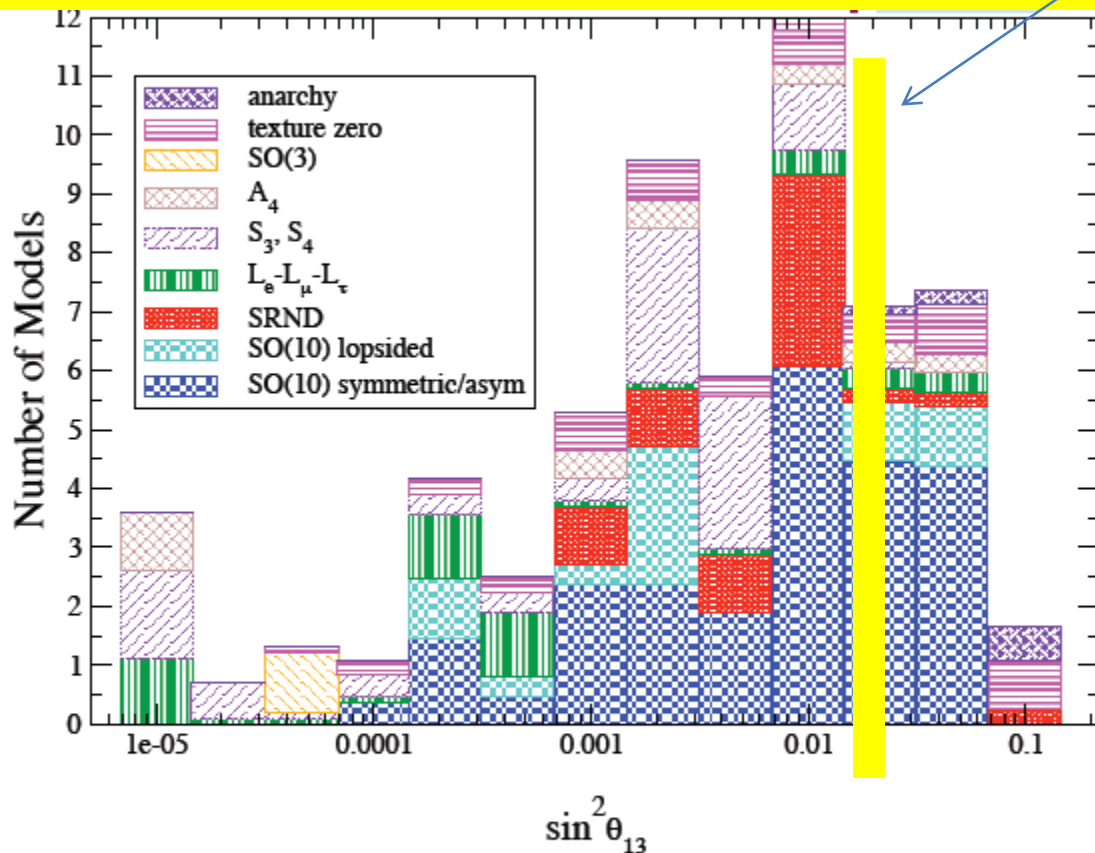 12
11
10
9
8
7
6
5
4
3
2
1
0
Number of Models
anarchy
texture zero
SO(3)
A₄
S₃, S₄
Lₑ-L_μ-L_τ
SRND
SO(10) lopsided
SO(10) symmetric/asym
1e-05 0.0001 0.001 0.01 0.1
sin²θ₁₃